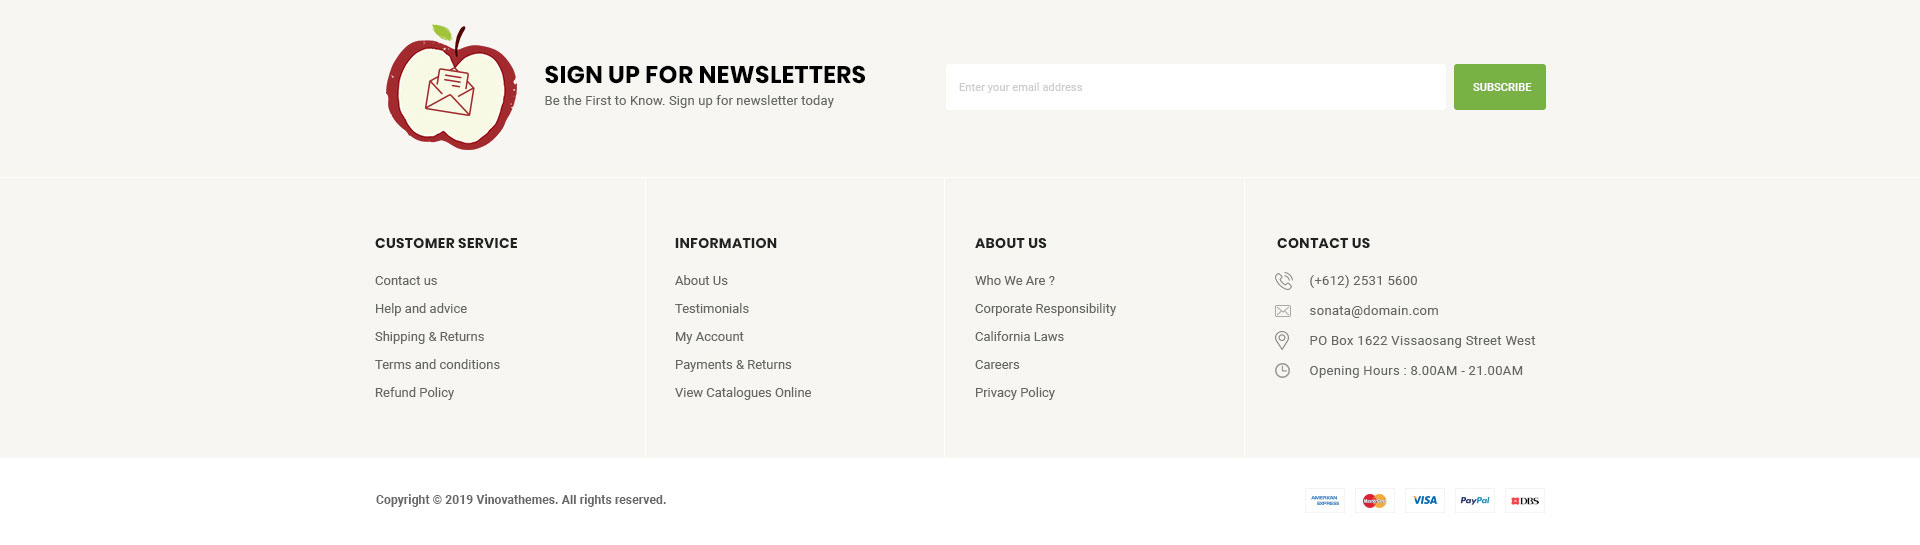 SIGN UP FOR NEWSLETTERS
Be the First to Know. Sign up for newsletter today
Enter your email address
SUBSCRIBE
CUSTOMER SERVICE
Contact us
Help and advice
Shipping & Returns
Terms and conditions
Refund Policy
INFORMATION
About Us
Testimonials
My Account
Payments & Returns
View Catalogues Online
ABOUT US
Who We Are ?
Corporate Responsibility
California Laws
Careers
Privacy Policy
CONTACT US
(+612) 2531 5600
sonata@domain.com
PO Box 1622 Vissaosang Street West
Opening Hours : 8.00AM - 21.00AM
Copyright © 2019 Vinovathemes. All rights reserved.
AMERICAN
EXPRESS
MasterCard
VISA
PayPal
DBS